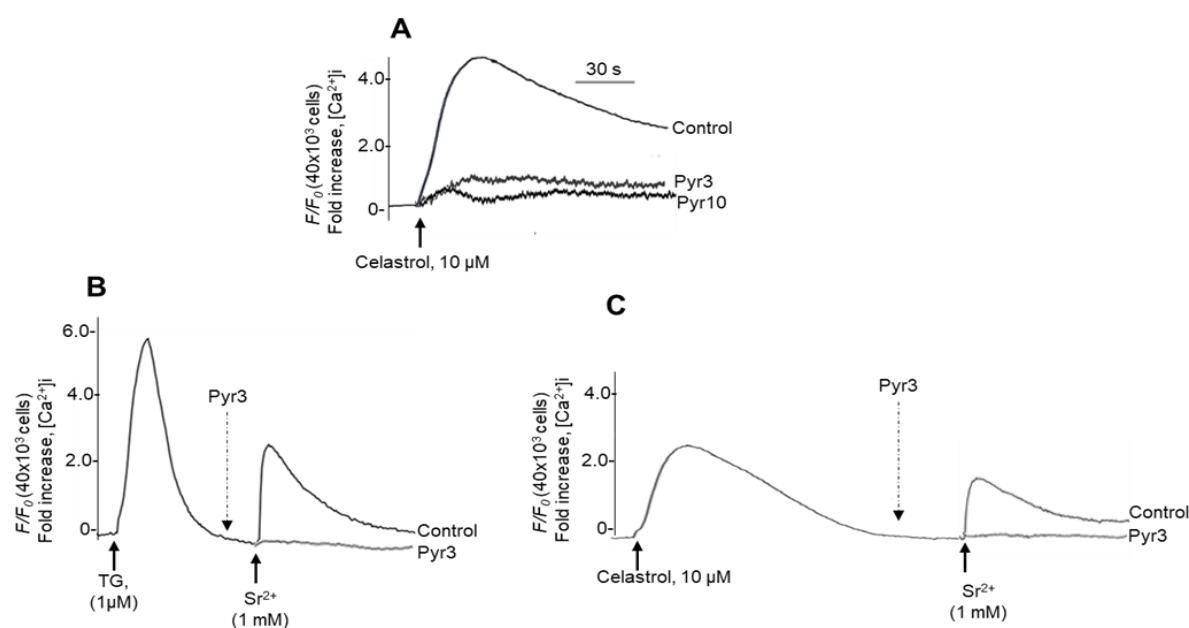 A
F/F₀ (40x10³ cells)
Fold increase, [Ca²⁺]i
4.0-
2.0-
0-
30 s
Control
Pyr3
Pyr10
Celastrol, 10 µM
B
F/F₀ (40x10³ cells)
Fold increase, [Ca²⁺]i
6.0-
4.0-
2.0-
0-
Pyr3
Control
Pyr3
TG,
(1µM)
Sr²⁺
(1 mM)
C
F/F₀ (40x10³ cells)
Fold increase, [Ca²⁺]i
4.0-
2.0-
0-
Pyr3
Control
Pyr3
Celastrol, 10 µM
Sr²⁺
(1 mM)